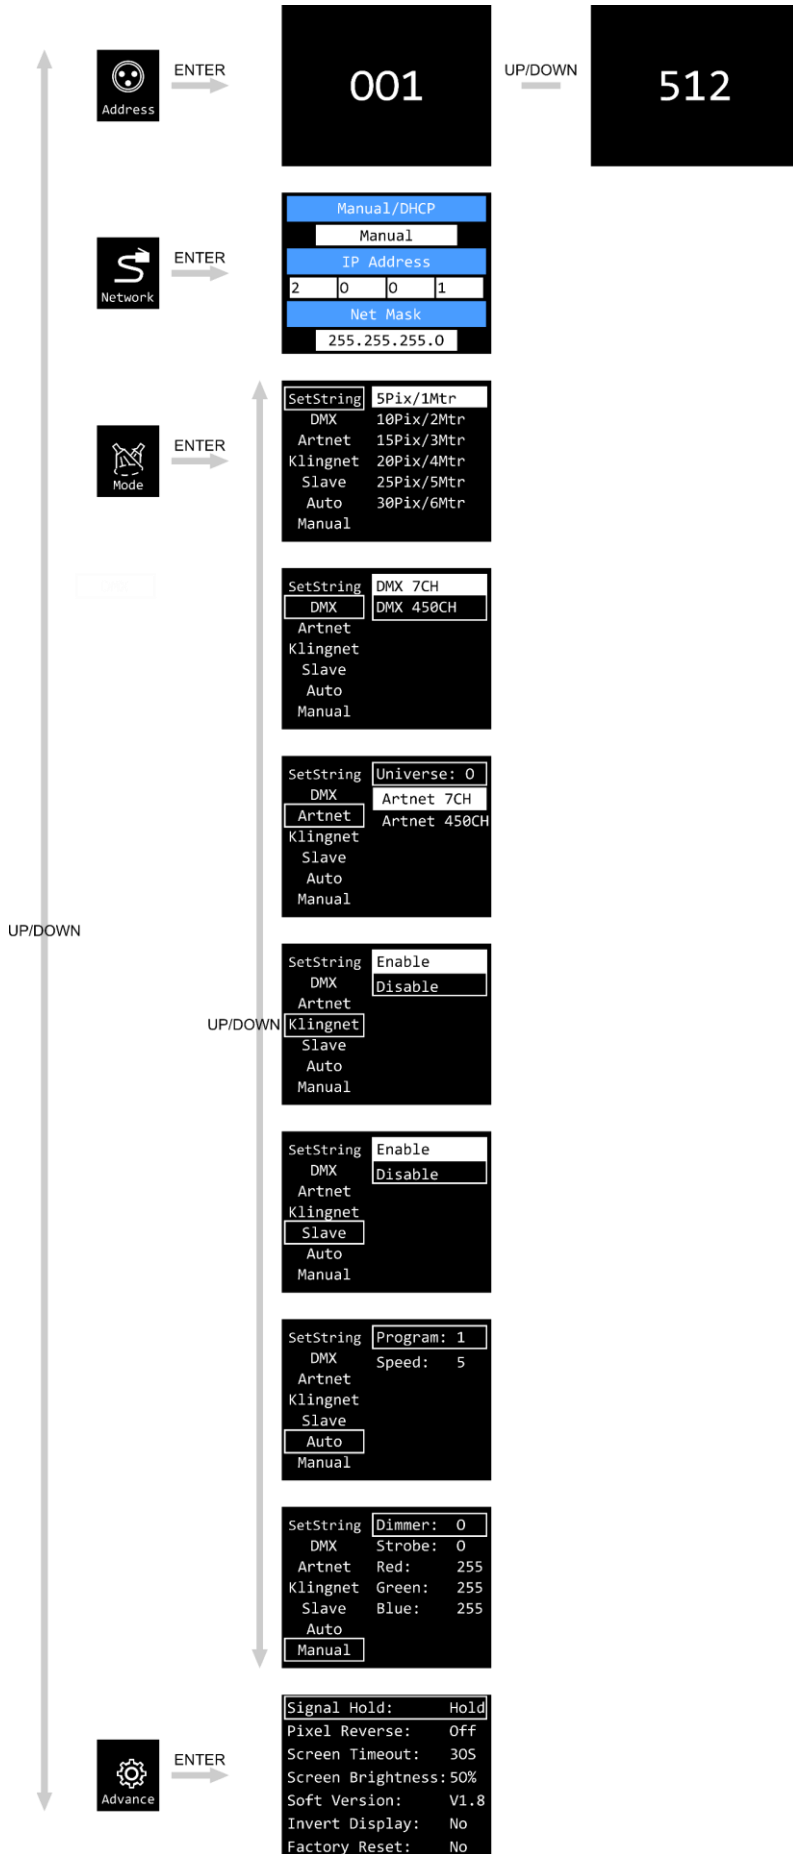 ENTER
Address
001
UP/DOWN
512
Manual/DHCP
Manual
IP Address
2 0 0 1
Net Mask
255.255.255.0
ENTER
Network
SetString 5Pix/1Mtr
DMX 10Pix/2Mtr
Artnet 15Pix/3Mtr
Klingnet 20Pix/4Mtr
Slave 25Pix/5Mtr
Auto 30Pix/6Mtr
Manual
ENTER
Mode
SetString DMX 7CH
DMX DMX 450CH
Artnet
Klingnet
Slave
Auto
Manual
SetString Universe: 0
DMX Artnet 7CH
Artnet Artnet 450CH
Klingnet
Slave
Auto
Manual
UP/DOWN
SetString Enable
DMX Disable
Artnet
UP/DOWN Klingnet
Slave
Auto
Manual
SetString Enable
DMX Disable
Artnet
Klingnet
Slave
Auto
Manual
SetString Program: 1
DMX Speed: 5
Artnet
Klingnet
Slave
Auto
Manual
SetString Dimmer: 0
DMX Strobe: 0
Artnet Red: 255
Klingnet Green: 255
Slave Blue: 255
Auto
Manual
Signal Hold: Hold
Pixel Reverse: Off
Screen Timeout: 30S
Screen Brightness: 50%
Soft Version: V1.8
Invert Display: No
Factory Reset: No
ENTER
Advance